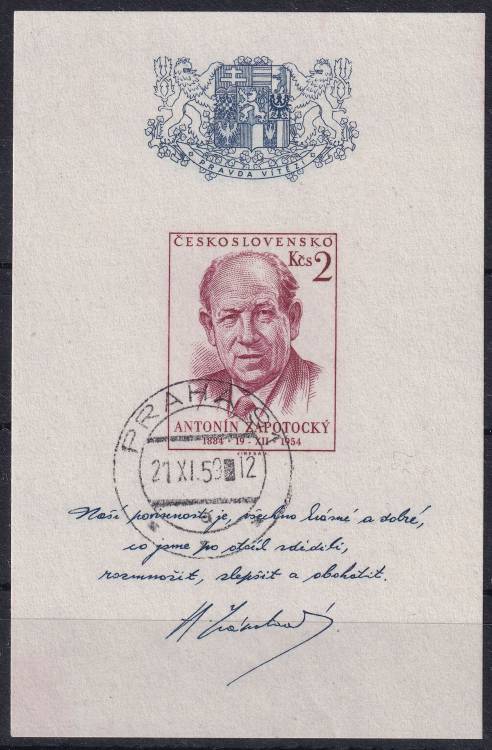 PRAVDA VÍTĚZÍ
ČESKOSLOVENSKO
Kčs 2
ANTONÍN ZÁPOTOCKÝ
1884 · 19 - XII · 1954
PRAHA
21 XI. 59 12
Naší povinností je, všechno krásné a dobré,
co jsme po otcích zdědili,
rozmnožit, zlepšit a obohatit.